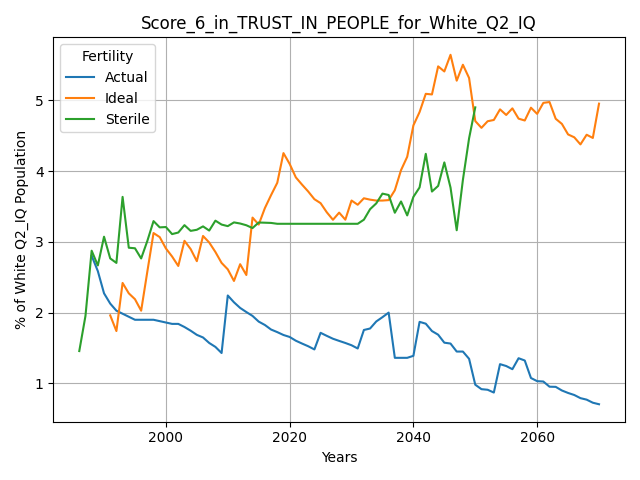 Score_6_in_TRUST_IN_PEOPLE_for_White_Q2_IQ
Fertility
Actual
Ideal
Sterile
% of White Q2_IQ Population
5
4
3
2
1
2000 2020 2040 2060
Years